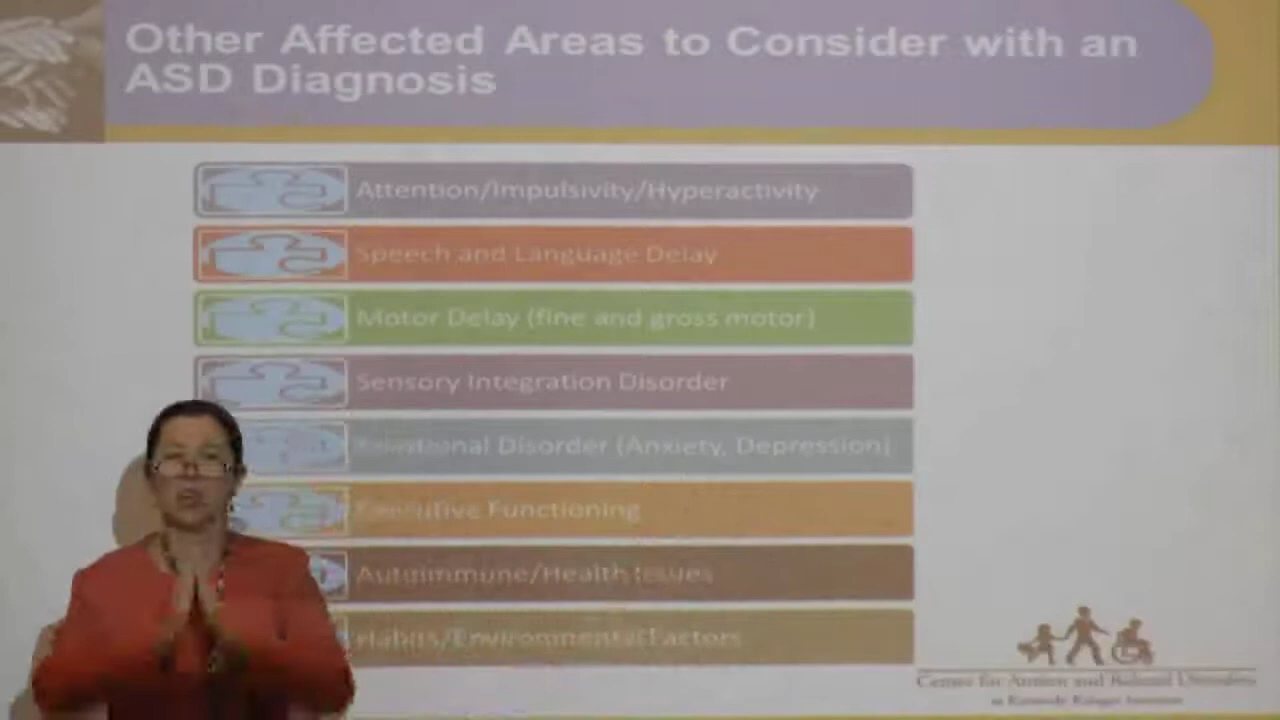 Other Affected Areas to Consider with an
ASD Diagnosis
Attention/Impulsivity/Hyperactivity
Speech and Language Delay
Motor Delay (fine and gross motor)
Sensory Integration Disorder
Emotional Disorder (Anxiety, Depression)
Executive Functioning
Autoimmune/Health Issues
Habits/Environmental Factors
Center for Autism and Related Disorders
at Kennedy Krieger Institute